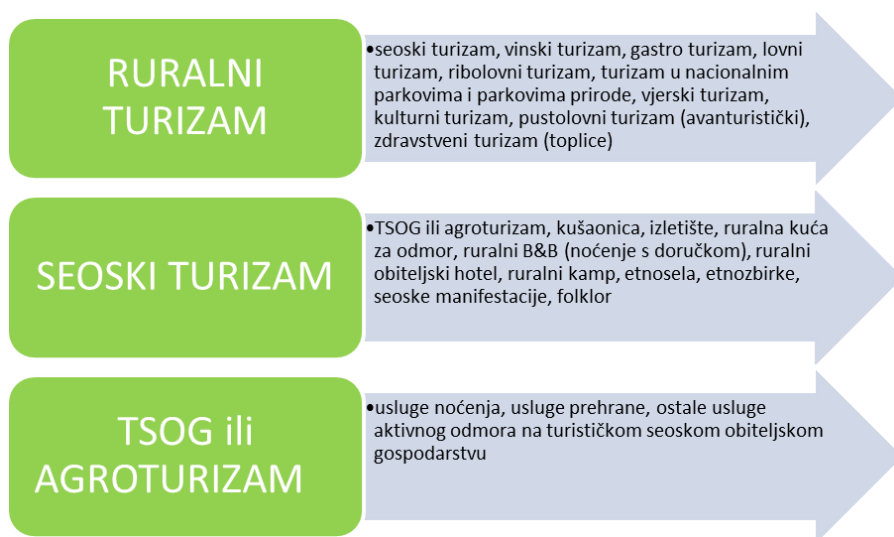 RURALNI
TURIZAM
•seoski turizam, vinski turizam, gastro turizam, lovni
turizam, ribolovni turizam, turizam u nacionalnim
parkovima i parkovima prirode, vjerski turizam,
kulturni turizam, pustolovni turizam (avanturistički),
zdravstveni turizam (toplice)
SEOSKI TURIZAM
•TSOG ili agroturizam, kušaonica, izletište, ruralna kuća
za odmor, ruralni B&B (noćenje s doručkom), ruralni
obiteljski hotel, ruralni kamp, etnosela, etnozbirke,
seoske manifestacije, folklor
TSOG ili
AGROTURIZAM
•usluge noćenja, usluge prehrane, ostale usluge
aktivnog odmora na turističkom seoskom obiteljskom
gospodarstvu